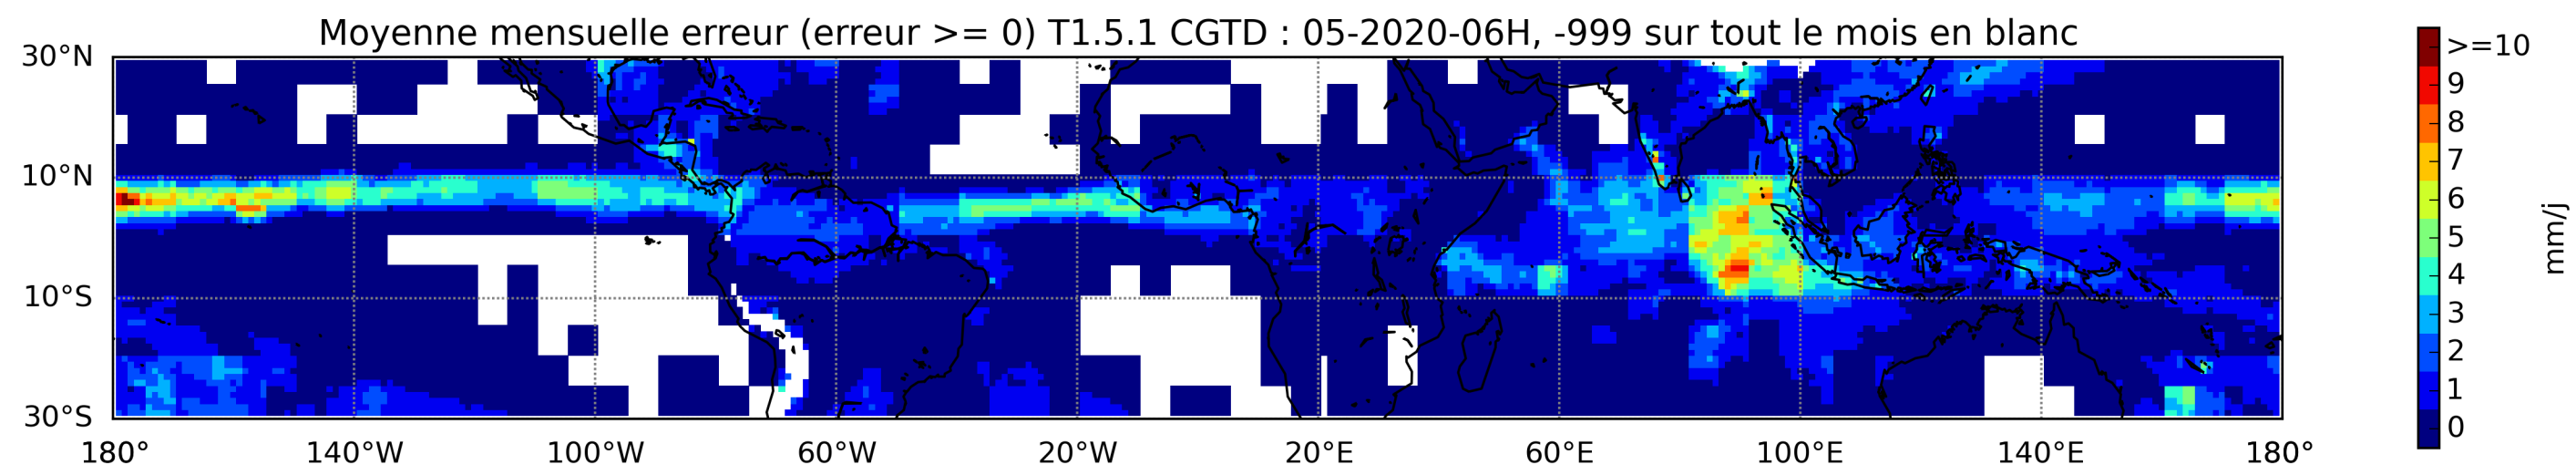 Moyenne mensuelle erreur (erreur >= 0) T1.5.1 CGTD : 05-2020-06H, -999 sur tout le mois en blanc
30°N
10°N
10°S
30°S
180°
140°W
100°W
60°W
20°W
20°E
60°E
100°E
140°E
180°
>=10
9
8
7
6
5
4
3
2
1
0
mm/j